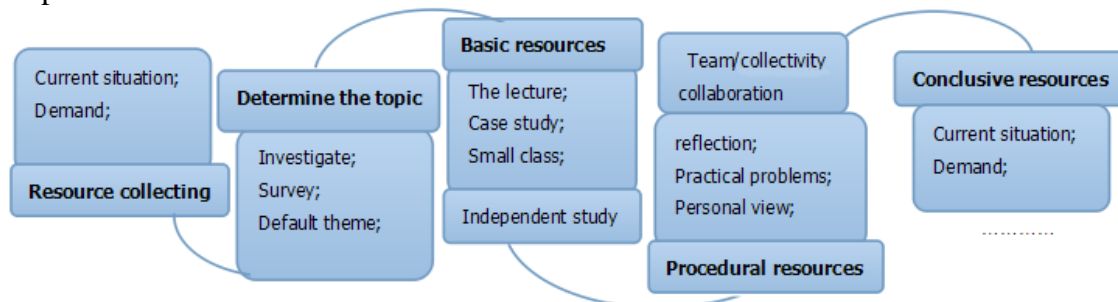 Current situation;
Demand;
Resource collecting
Determine the topic
Investigate;
Survey;
Default theme;
Basic resources
The lecture;
Case study;
Small class;
Independent study
Team/collectivity
collaboration
reflection;
Practical problems;
Personal view;
Procedural resources
Conclusive resources
Current situation;
Demand;
…………